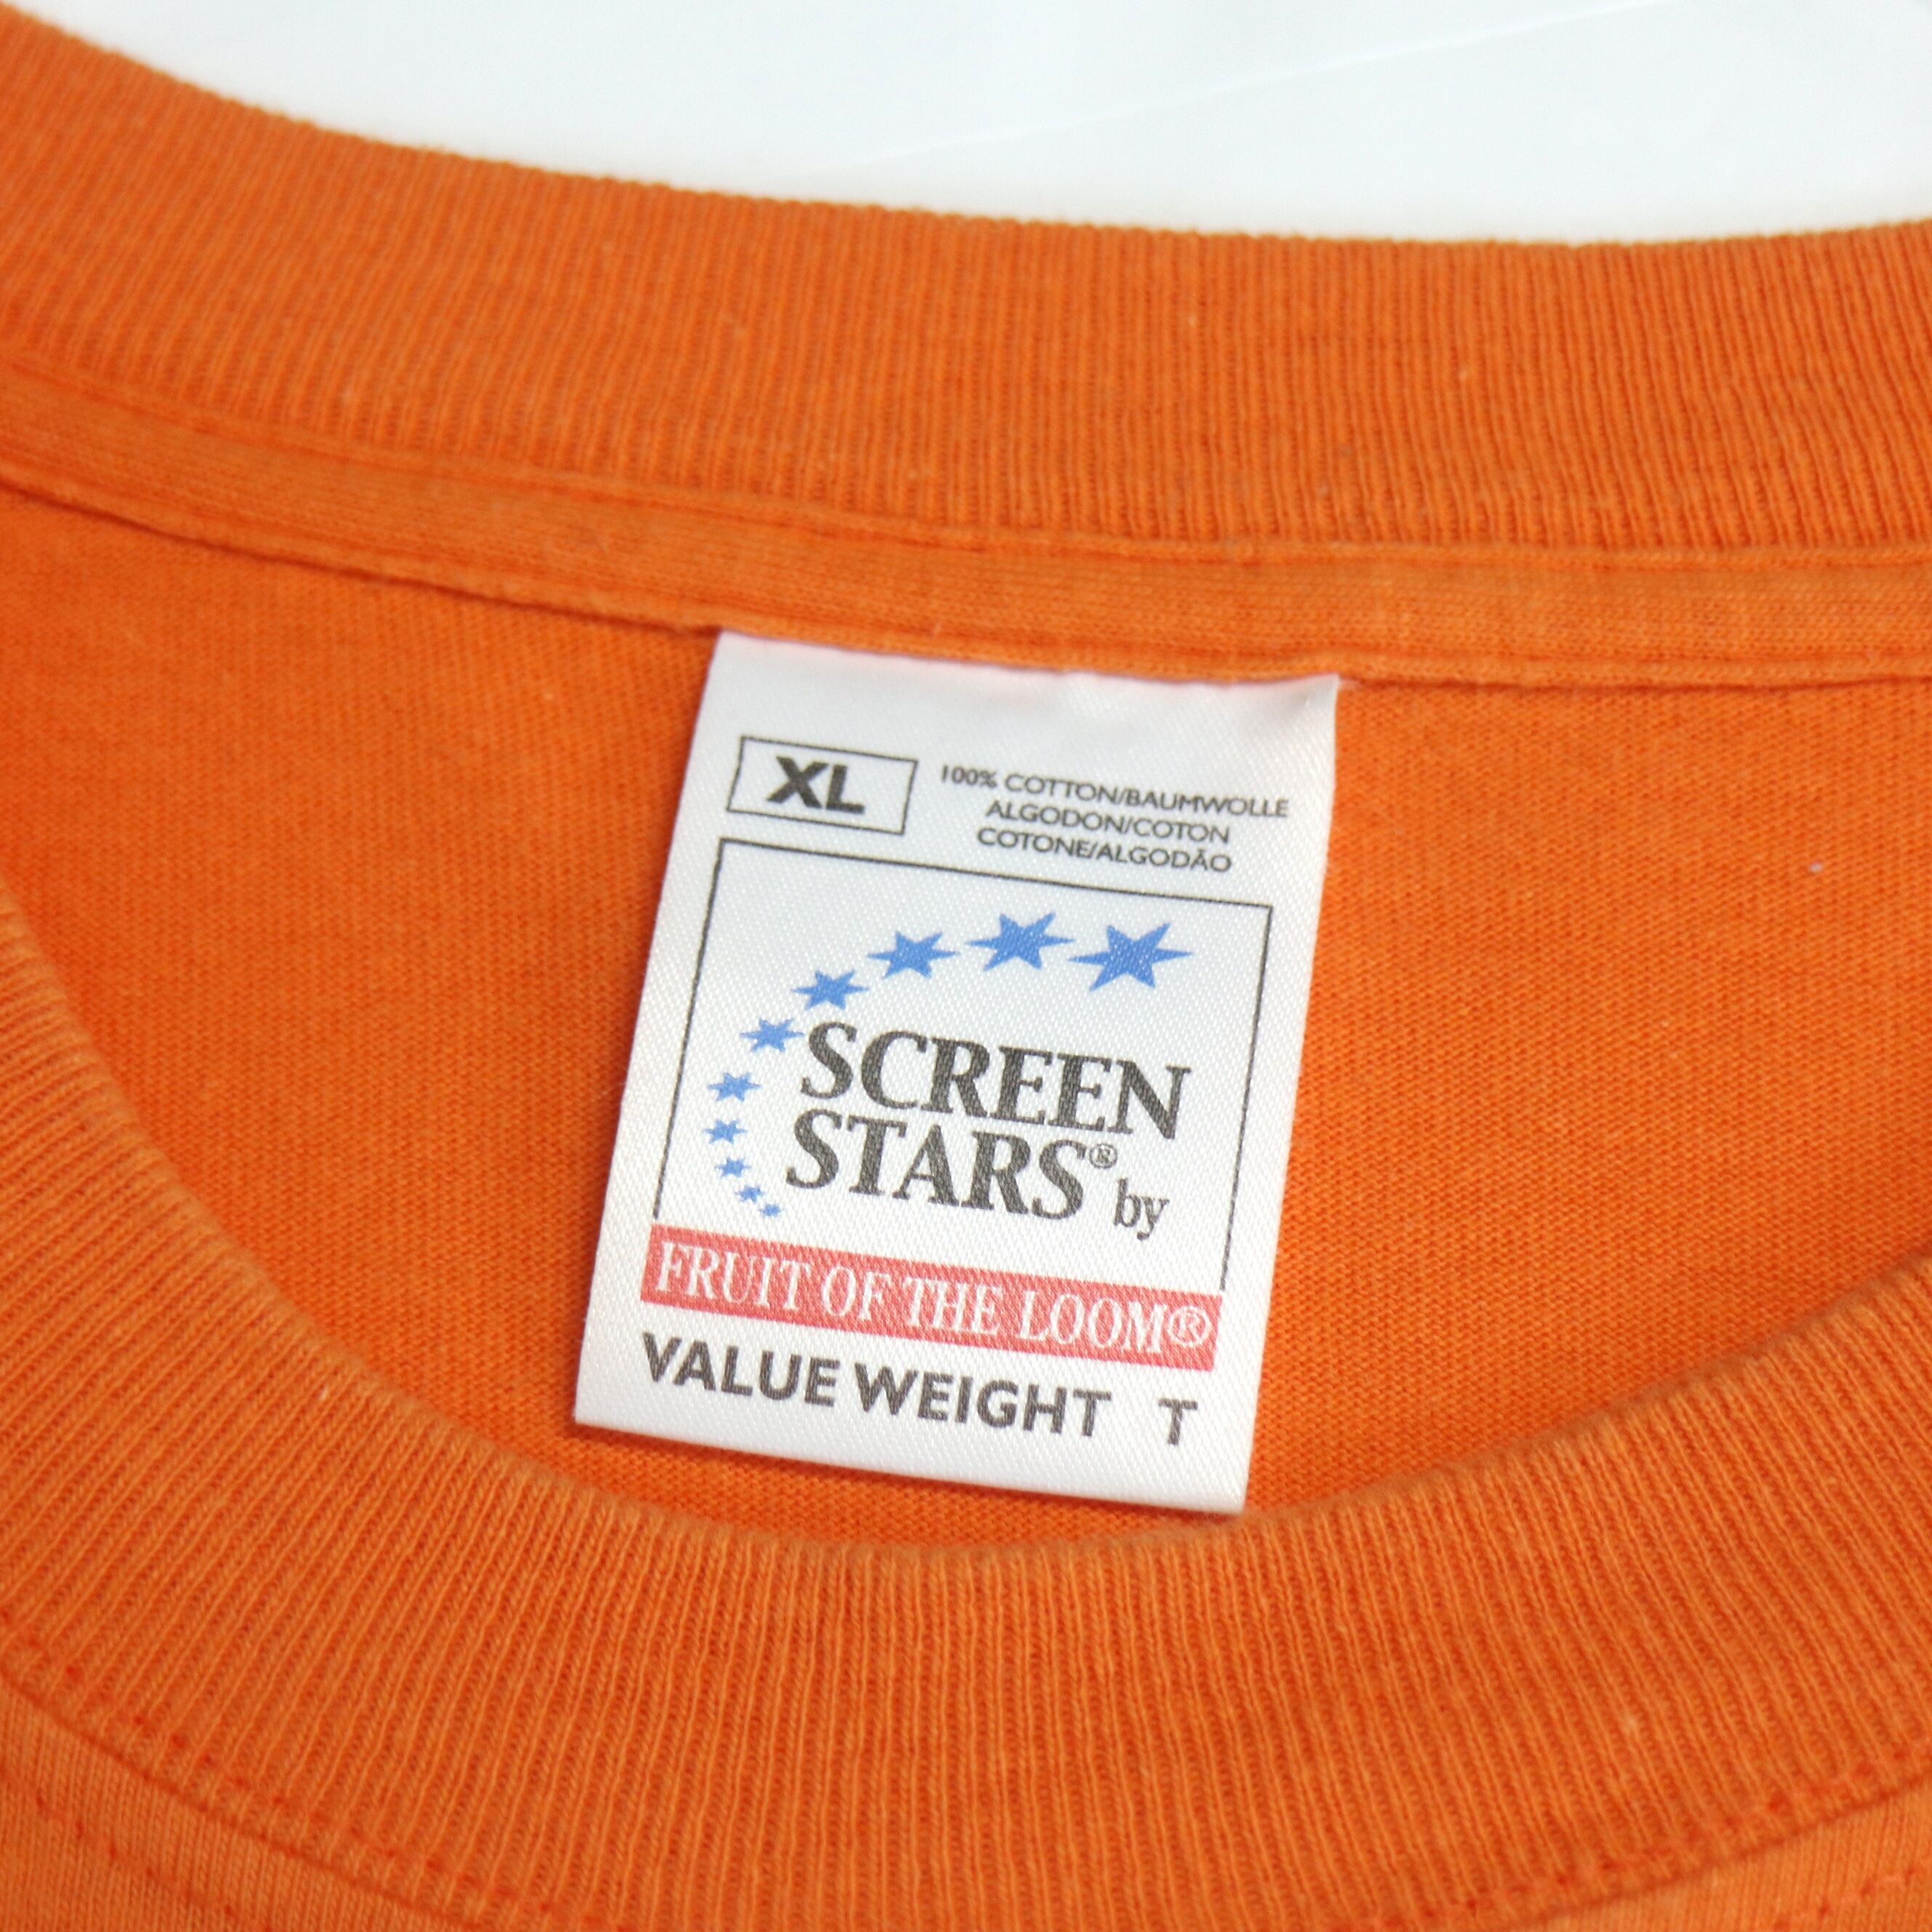 XL
100% COTTON/BAUMWOLLE
ALGODON/COTON
COTONE/ALGODÃO
SCREEN
STARS® by
FRUIT OF THE LOOM®
VALUE WEIGHT T